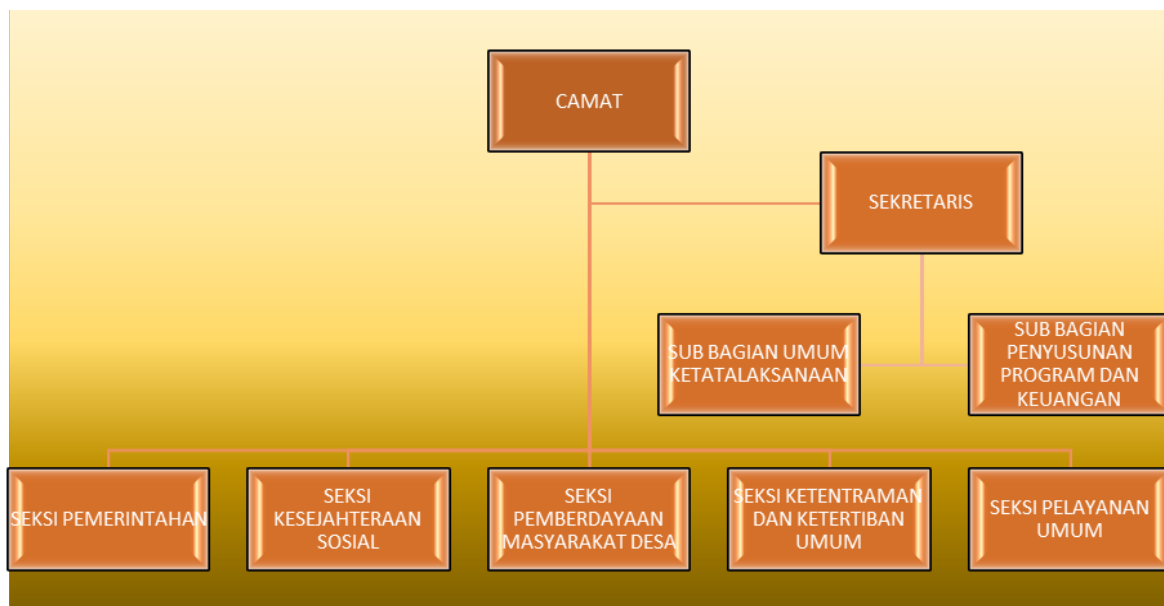 CAMAT
SEKRETARIS
SUB BAGIAN UMUM
KETATALAKSANAAN
SUB BAGIAN
PENYUSUNAN
PROGRAM DAN
KEUANGAN
SEKSI PEMERINTAHAN
SEKSI
KESEJAHTERAAN
SOSIAL
SEKSI
PEMBERDAYAAN
MASYARAKAT DESA
SEKSI KETENTRAMAN
DAN KETERTIBAN
UMUM
SEKSI PELAYANAN
UMUM